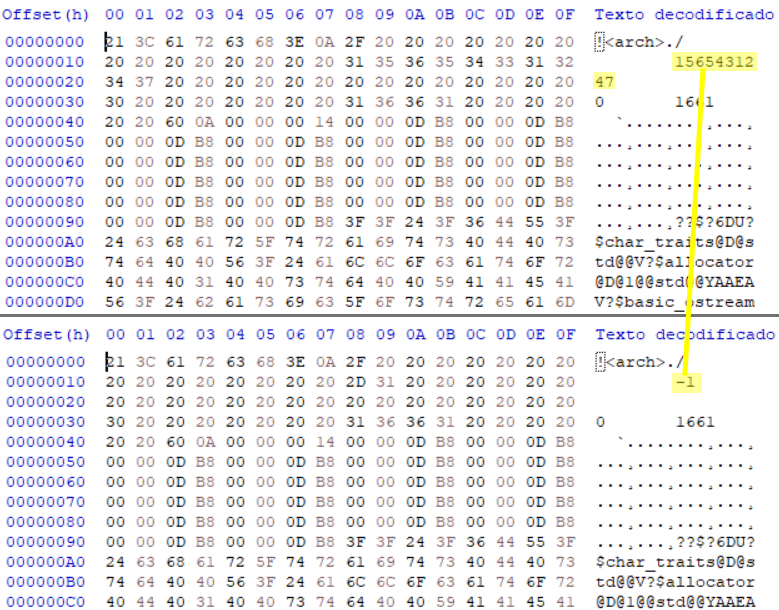 Offset(h) 00 01 02 03 04 05 06 07 08 09 0A 0B 0C 0D 0E 0F Texto decodificado
00000000 21 3C 61 72 63 68 3E 0A 2F 20 20 20 20 20 20 20 !<arch>./
00000010 20 20 20 20 20 20 20 20 31 35 36 35 34 33 31 32 15654312
00000020 34 37 20 20 20 20 20 20 20 20 20 20 20 20 20 20 47
00000030 30 20 20 20 20 20 20 20 31 36 36 31 20 20 20 20 0 1661
00000040 20 20 60 0A 00 00 00 14 00 00 0D B8 00 00 0D B8 `........¸...¸
00000050 00 00 0D B8 00 00 0D B8 00 00 0D B8 00 00 0D B8 ...¸...¸...¸...¸
00000060 00 00 0D B8 00 00 0D B8 00 00 0D B8 00 00 0D B8 ...¸...¸...¸...¸
00000070 00 00 0D B8 00 00 0D B8 00 00 0D B8 00 00 0D B8 ...¸...¸...¸...¸
00000080 00 00 0D B8 00 00 0D B8 00 00 0D B8 00 00 0D B8 ...¸...¸...¸...¸
00000090 00 00 0D B8 00 00 0D B8 3F 3F 24 3F 36 44 55 3F ...¸...¸??$?6DU?
000000A0 24 63 68 61 72 5F 74 72 61 69 74 73 40 44 40 73 $char_traits@D@s
000000B0 74 64 40 40 56 3F 24 61 6C 6C 6F 63 61 74 6F 72 td@@V?$allocator
000000C0 40 44 40 31 40 40 73 74 64 40 40 59 41 41 45 41 @D@1@@std@@YAAEA
000000D0 56 3F 24 62 61 73 69 63 5F 6F 73 74 72 65 61 6D V?$basic_ostream
Offset(h) 00 01 02 03 04 05 06 07 08 09 0A 0B 0C 0D 0E 0F Texto decodificado
00000000 21 3C 61 72 63 68 3E 0A 2F 20 20 20 20 20 20 20 !<arch>./
00000010 20 20 20 20 20 20 20 20 2D 31 20 20 20 20 20 20 -1
00000020 20 20 20 20 20 20 20 20 20 20 20 20 20 20 20 20
00000030 30 20 20 20 20 20 20 20 31 36 36 31 20 20 20 20 0 1661
00000040 20 20 60 0A 00 00 00 14 00 00 0D B8 00 00 0D B8 `........¸...¸
00000050 00 00 0D B8 00 00 0D B8 00 00 0D B8 00 00 0D B8 ...¸...¸...¸...¸
00000060 00 00 0D B8 00 00 0D B8 00 00 0D B8 00 00 0D B8 ...¸...¸...¸...¸
00000070 00 00 0D B8 00 00 0D B8 00 00 0D B8 00 00 0D B8 ...¸...¸...¸...¸
00000080 00 00 0D B8 00 00 0D B8 00 00 0D B8 00 00 0D B8 ...¸...¸...¸...¸
00000090 00 00 0D B8 00 00 0D B8 3F 3F 24 3F 36 44 55 3F ...¸...¸??$?6DU?
000000A0 24 63 68 61 72 5F 74 72 61 69 74 73 40 44 40 73 $char_traits@D@s
000000B0 74 64 40 40 56 3F 24 61 6C 6C 6F 63 61 74 6F 72 td@@V?$allocator
000000C0 40 44 40 31 40 40 73 74 64 40 40 59 41 41 45 41 @D@1@@std@@YAAEA